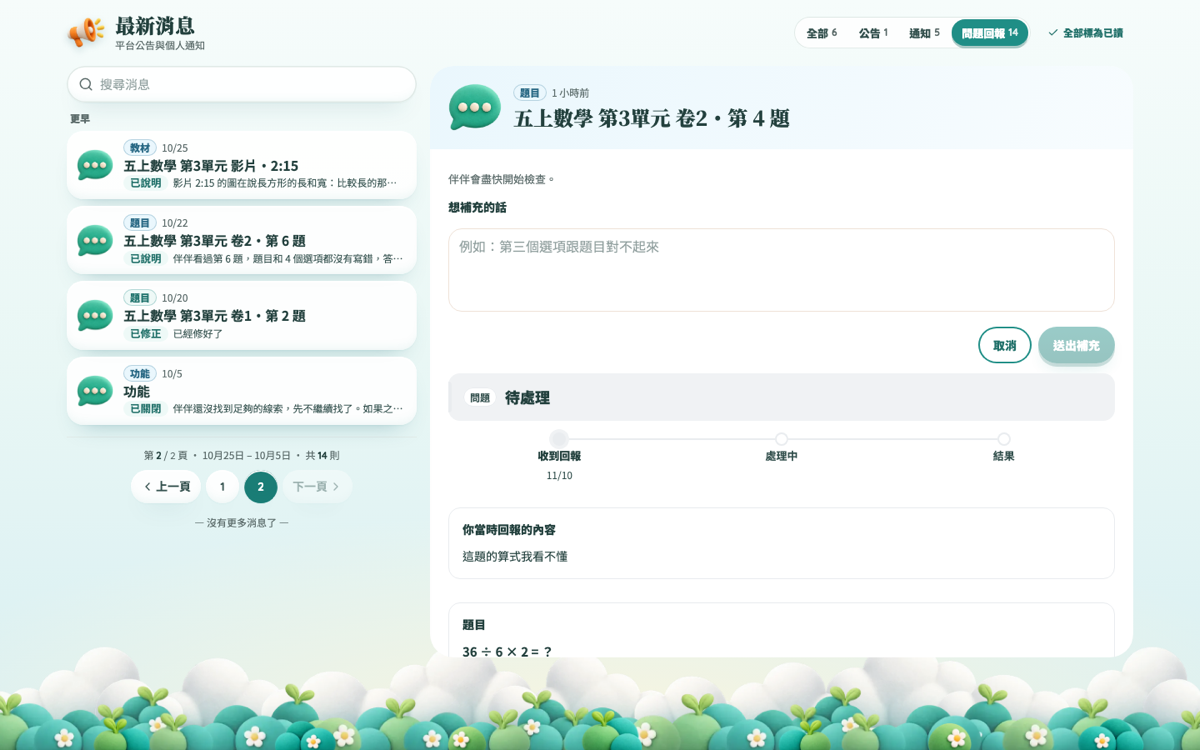 最新消息
平台公告與個人通知
全部 6
公告 1
通知 5
問題回報 14
全部標為已讀
搜尋消息
更早
教材 10/25
五上數學 第3單元 影片・2:15
已說明 影片 2:15 的圖在說長方形的長和寬：比較長的那…
題目 10/22
五上數學 第3單元 卷2・第 6 題
已說明 伴伴看過第 6 題，題目和 4 個選項都沒有寫錯，答…
題目 10/20
五上數學 第3單元 卷1・第 2 題
已修正 已經修好了
功能 10/5
功能
已關閉 伴伴還沒找到足夠的線索，先不繼續找了。如果之…
第 2 / 2 頁 ・ 10月25日 – 10月5日 ・ 共 14 則
上一頁
1
2
下一頁
— 沒有更多消息了 —
題目 1 小時前
五上數學 第3單元 卷2・第 4 題
伴伴會盡快開始檢查。
想補充的話
例如：第三個選項跟題目對不起來
取消
送出補充
問題 待處理
收到回報
處理中
結果
11/10
你當時回報的內容
這題的算式我看不懂
題目
36 ÷ 6 × 2 = ？